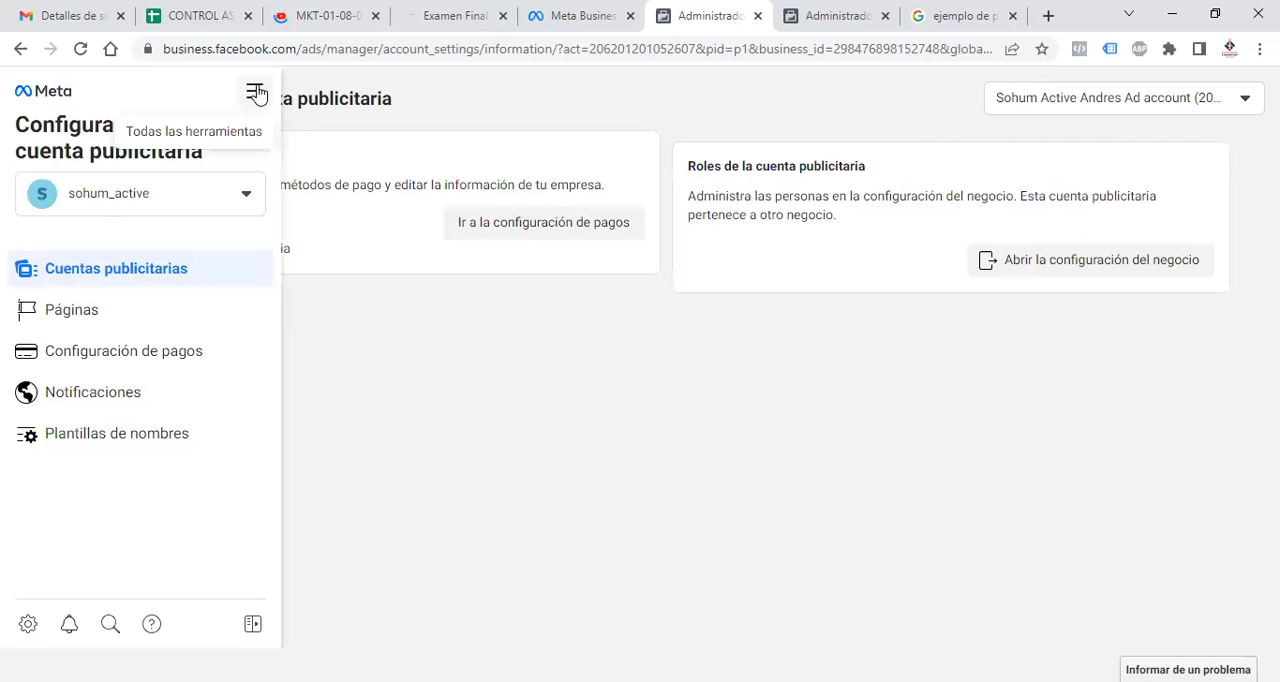 Detalles de si
CONTROL AS
MKT-01-08-0
Examen Final
Meta Busines
Administrado
Administrado
ejemplo de p
business.facebook.com/ads/manager/account_settings/information/?act=206201201052607&pid=p1&business_id=298476898152748&globa...
Meta
Todas las herramientas
Configura
cuenta publicitaria
ta publicitaria
Sohum Active Andres Ad account (20...
sohum_active
métodos de pago y editar la información de tu empresa.
Ir a la configuración de pagos
ia
Roles de la cuenta publicitaria
Administra las personas en la configuración del negocio. Esta cuenta publicitaria
pertenece a otro negocio.
Abrir la configuración del negocio
Cuentas publicitarias
Páginas
Configuración de pagos
Notificaciones
Plantillas de nombres
Informar de un problema